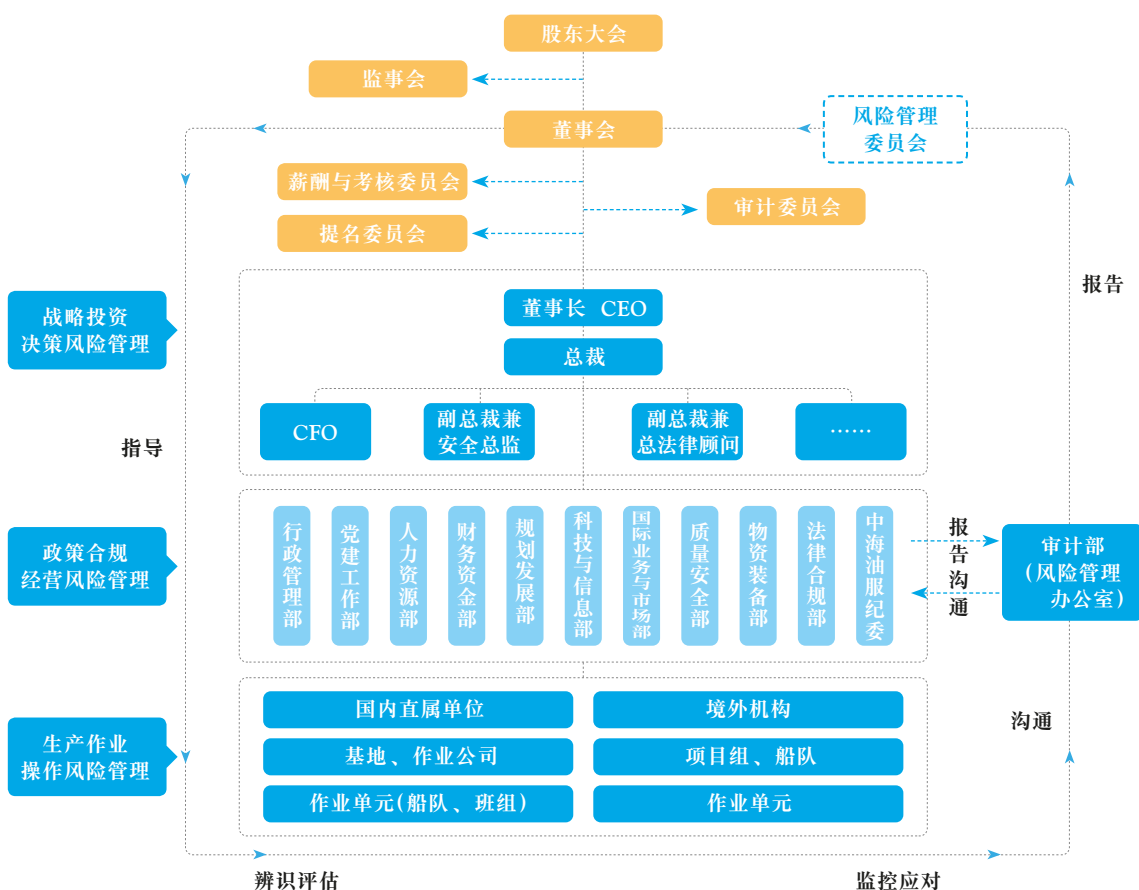 股东大会
监事会
董事会
风险管理
委员会
薪酬与考核委员会
审计委员会
提名委员会
报告
战略投资
决策风险管理
董事长 CEO
总裁
CFO
副总裁兼
安全总监
副总裁兼
总法律顾问
……
指导
政策合规
经营风险管理
行政管理部
党建工作部
人力资源部
财务资金部
规划发展部
科技与信息部
国际业务与市场部
质量安全部
物资装备部
法律合规部
中海油服纪委
报告沟通
审计部
(风险管理
办公室)
生产作业
操作风险管理
国内直属单位
境外机构
基地、作业公司
项目组、船队
作业单元(船队、班组)
作业单元
沟通
辨识评估
监控应对